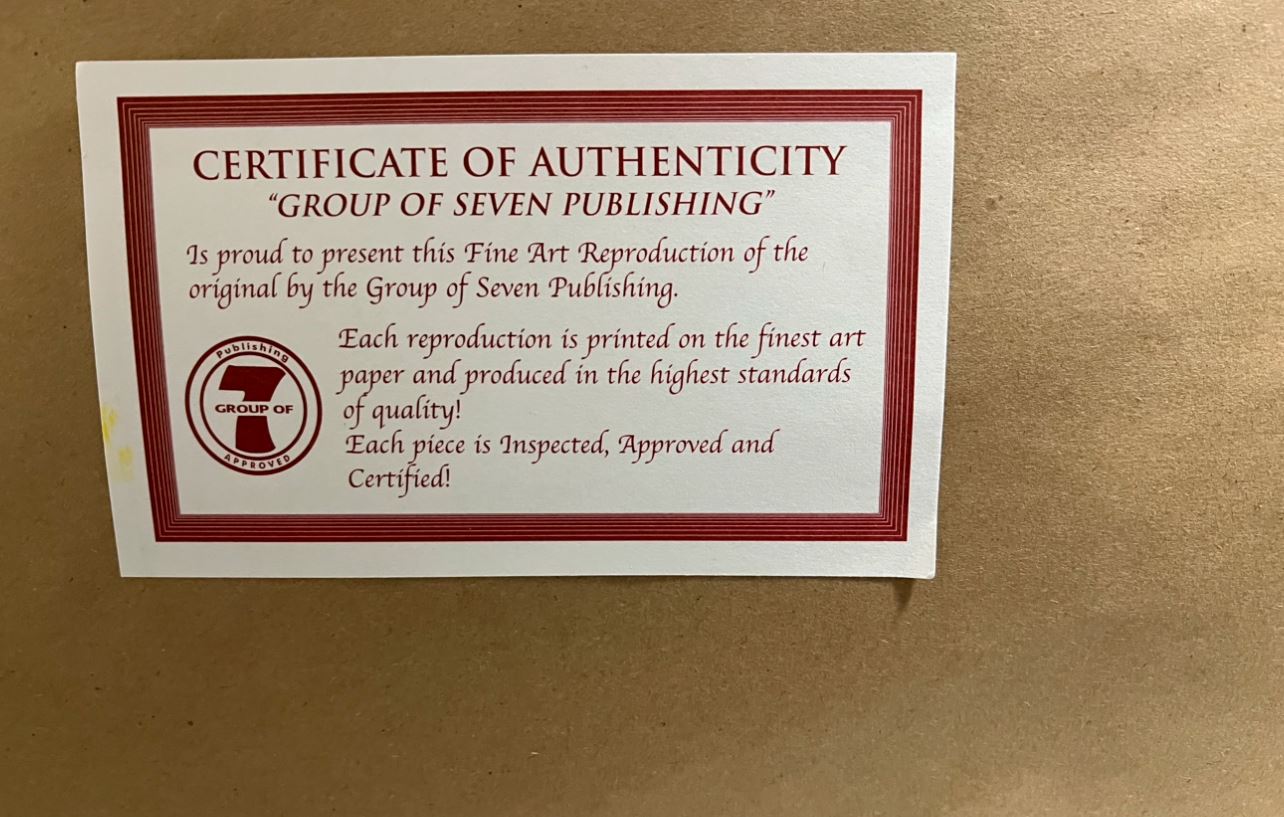 CERTIFICATE OF AUTHENTICITY
"GROUP OF SEVEN PUBLISHING"
Is proud to present this Fine Art Reproduction of the
original by the Group of Seven Publishing.
Each reproduction is printed on the finest art
paper and produced in the highest standards
of quality!
Each piece is Inspected, Approved and
Certified!
Publishing
7
GROUP OF
APPROVED